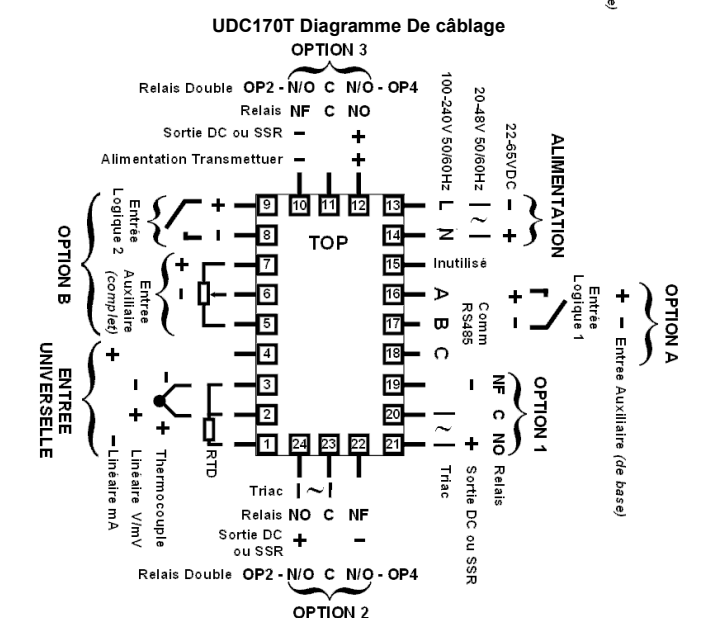 e)
UDC170T Diagramme De câblage
OPTION 3
Relais Double OP2 - N/O C N/O - OP4
Relais NF C NO
Sortie DC ou SSR − +
Alimentation Transmettuer − +
10 11 12
TOP
9
8
7
6
5
4
3
2
1
13
14
15
16
17
18
19
20
21
24 23 22
+ −
Entrée
Logique 2
+ −
Entree
Auxiliaire
(complet)
OPTION B
ENTREE
UNIVERSELLE
+
− Linéaire mA
− + Linéaire V/mV
− + Thermocouple
RTD
L N
100-240V 50/60Hz
20-48V 50/60Hz
| ~ |
22-65VDC
− +
ALIMENTATION
Inutilisé
A B C
Comm
RS485
+ −
Entrée
Logique 1
+ − Entree Auxiliaire (de base)
OPTION A
OPTION 1
NF C NO Relais
− + Sortie DC ou SSR
| ~ | Triac
Triac | ~ |
Relais NO C NF
Sortie DC
ou SSR + −
Relais Double OP2 - N/O C N/O - OP4
OPTION 2